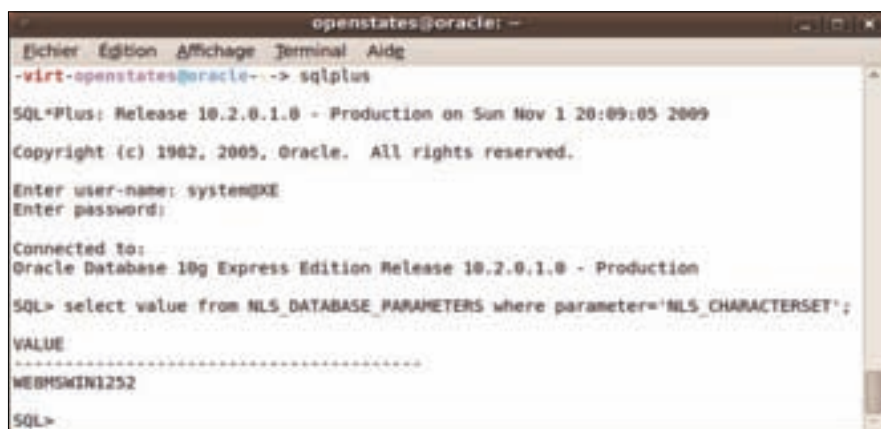 openstates@oracle: ~
Fichier Édition Affichage Terminal Aide
-virt-openstates@oracle-~-> sqlplus
SQL*Plus: Release 10.2.0.1.0 - Production on Sun Nov 1 20:09:05 2009
Copyright (c) 1982, 2005, Oracle. All rights reserved.
Enter user-name: system@XE
Enter password:
Connected to:
Oracle Database 10g Express Edition Release 10.2.0.1.0 - Production
SQL> select value from NLS_DATABASE_PARAMETERS where parameter='NLS_CHARACTERSET';
VALUE
----------------------------------------
WE8MSWIN1252
SQL>